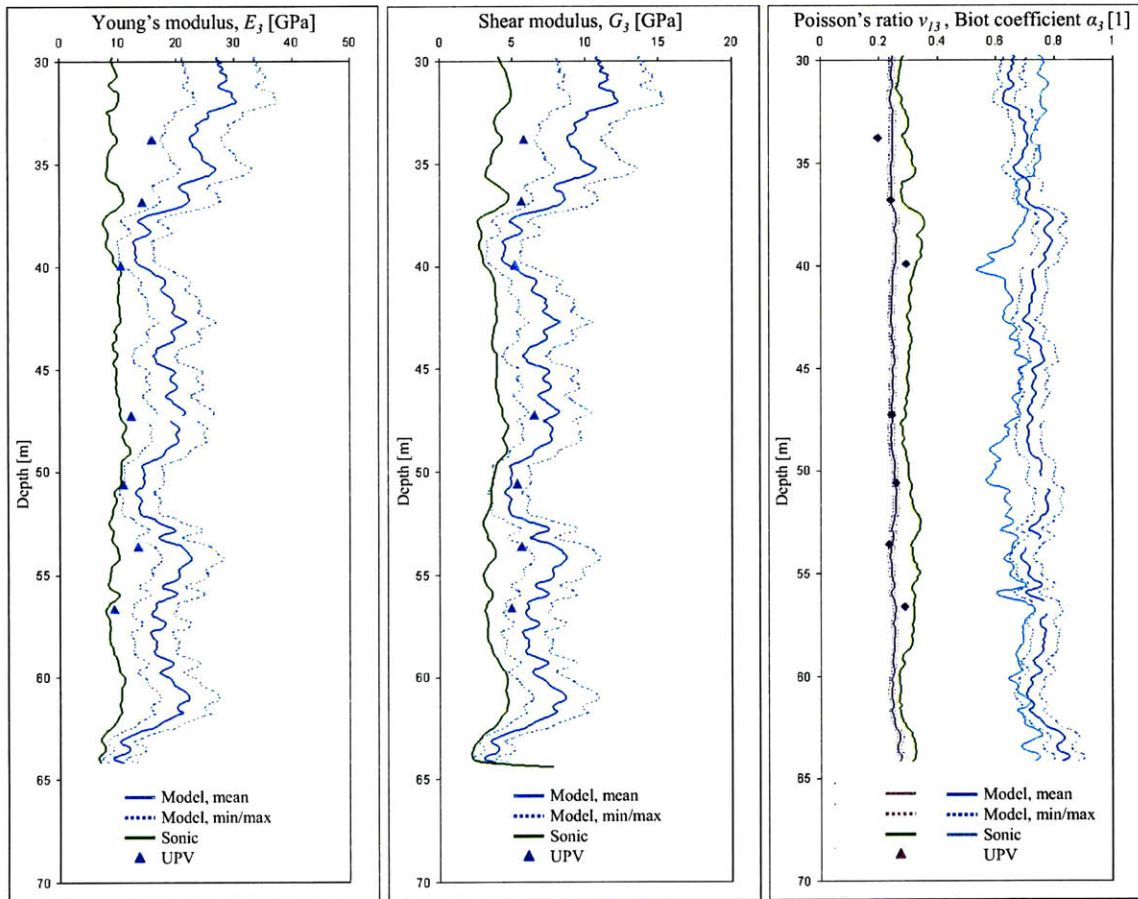 Young's modulus, E3 [GPa]
0 10 20 30 40 50
30
35
40
45
50
55
60
65
70
Depth [m]
Model, mean
Model, min/max
Sonic
UPV
Shear modulus, G3 [GPa]
0 5 10 15 20
30
35
40
45
50
55
60
65
70
Depth [m]
Model, mean
Model, min/max
Sonic
UPV
Poisson's ratio ν13, Biot coefficient α3 [1]
0 0.2 0.4 0.6 0.8 1
30
35
40
45
50
55
60
65
70
Depth [m]
Model, mean
Model, min/max
Sonic
UPV